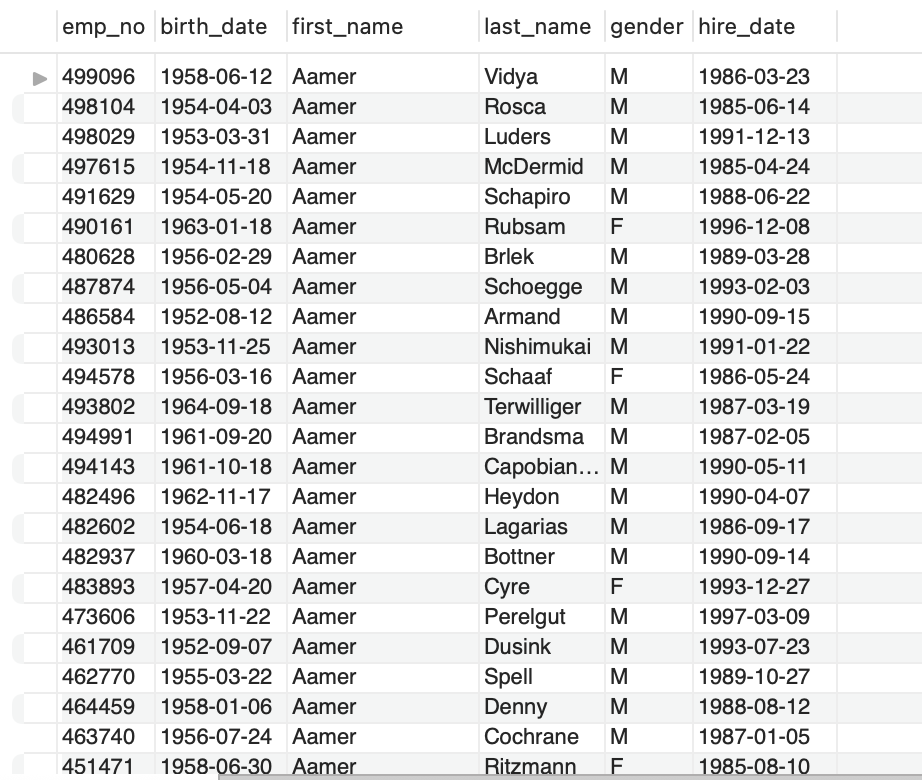 emp_no birth_date first_name last_name gender hire_date
499096 1958-06-12 Aamer Vidya M 1986-03-23
498104 1954-04-03 Aamer Rosca M 1985-06-14
498029 1953-03-31 Aamer Luders M 1991-12-13
497615 1954-11-18 Aamer McDermid M 1985-04-24
491629 1954-05-20 Aamer Schapiro M 1988-06-22
490161 1963-01-18 Aamer Rubsam F 1996-12-08
480628 1956-02-29 Aamer Brlek M 1989-03-28
487874 1956-05-04 Aamer Schoegge M 1993-02-03
486584 1952-08-12 Aamer Armand M 1990-09-15
493013 1953-11-25 Aamer Nishimukai M 1991-01-22
494578 1956-03-16 Aamer Schaaf F 1986-05-24
493802 1964-09-18 Aamer Terwilliger M 1987-03-19
494991 1961-09-20 Aamer Brandsma M 1987-02-05
494143 1961-10-18 Aamer Capobian... M 1990-05-11
482496 1962-11-17 Aamer Heydon M 1990-04-07
482602 1954-06-18 Aamer Lagarias M 1986-09-17
482937 1960-03-18 Aamer Bottner M 1990-09-14
483893 1957-04-20 Aamer Cyre F 1993-12-27
473606 1953-11-22 Aamer Perelgut M 1997-03-09
461709 1952-09-07 Aamer Dusink M 1993-07-23
462770 1955-03-22 Aamer Spell M 1989-10-27
464459 1958-01-06 Aamer Denny M 1988-08-12
463740 1956-07-24 Aamer Cochrane M 1987-01-05
451471 1958-06-30 Aamer Ritzmann F 1985-08-10